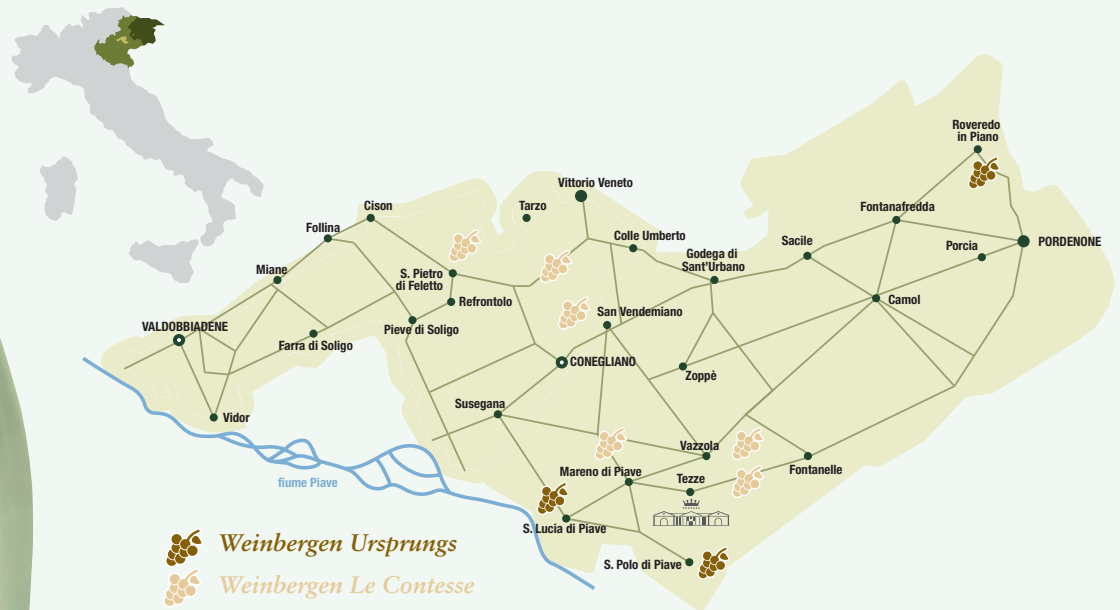 Roveredo
in Piano
Vittorio Veneto
Cison
Tarzo
Fontanafredda
Follina
Colle Umberto
Sacile
Porcia
PORDENONE
Godega di
Sant'Urbano
Miane
S. Pietro
di Feletto
Refrontolo
Camol
San Vendemiano
VALDOBBIADENE
Pieve di Soligo
Farra di Soligo
CONEGLIANO
Zoppè
Susegana
Vidor
Vazzola
Mareno di Piave
Fontanelle
Tezze
fiume Piave
S. Lucia di Piave
S. Polo di Piave
Weinbergen Ursprungs
Weinbergen Le Contesse